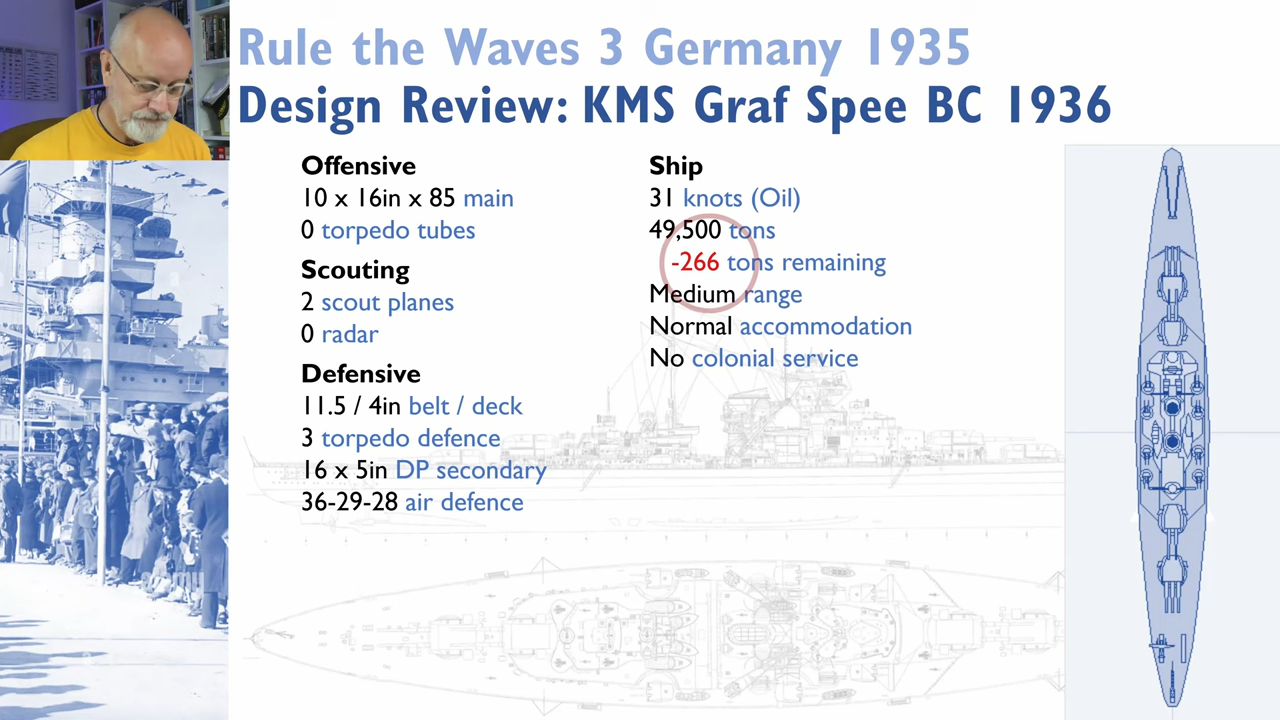 Rule the Waves 3 Germany 1935
Design Review: KMS Graf Spee BC 1936
Offensive
10 x 16in x 85 main
0 torpedo tubes
Scouting
2 scout planes
0 radar
Defensive
11.5 / 4in belt / deck
3 torpedo defence
16 x 5in DP secondary
36-29-28 air defence
Ship
31 knots (Oil)
49,500 tons
-266 tons remaining
Medium range
Normal accommodation
No colonial service